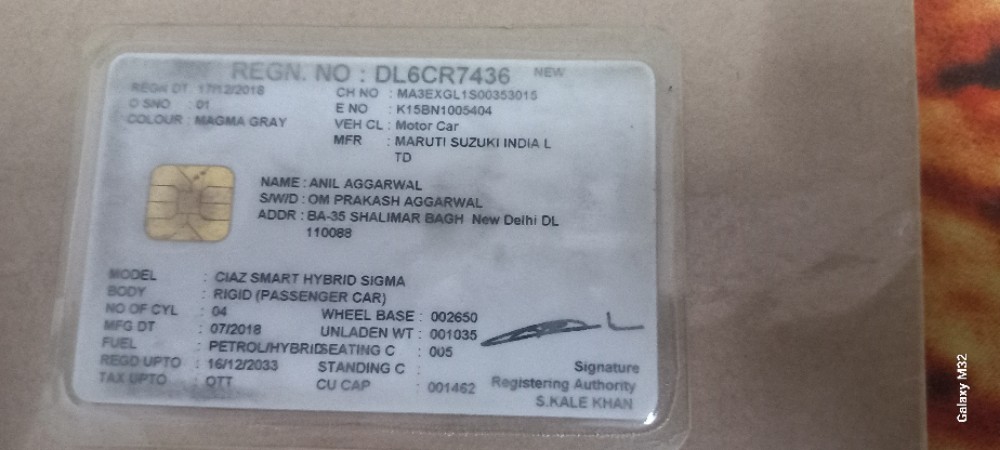 REGN. NO : DL6CR7436 NEW
REGN DT : 17/12/2018
O SNO : 01
COLOUR : MAGMA GRAY
CH NO : MA3EXGL1S00353015
E NO : K15BN1005404
VEH CL : Motor Car
MFR : MARUTI SUZUKI INDIA L
TD
NAME : ANIL AGGARWAL
S/W/D : OM PRAKASH AGGARWAL
ADDR : BA-35 SHALIMAR BAGH New Delhi DL
110088
MODEL : CIAZ SMART HYBRID SIGMA
BODY : RIGID (PASSENGER CAR)
NO OF CYL : 04
MFG DT : 07/2018
FUEL : PETROL/HYBRID
REGD UPTO : 16/12/2033
TAX UPTO : OTT
WHEEL BASE : 002650
UNLADEN WT : 001035
SEATING C : 005
STANDING C :
CU CAP : 001462
Signature
Registering Authority
S.KALE KHAN
Galaxy M32